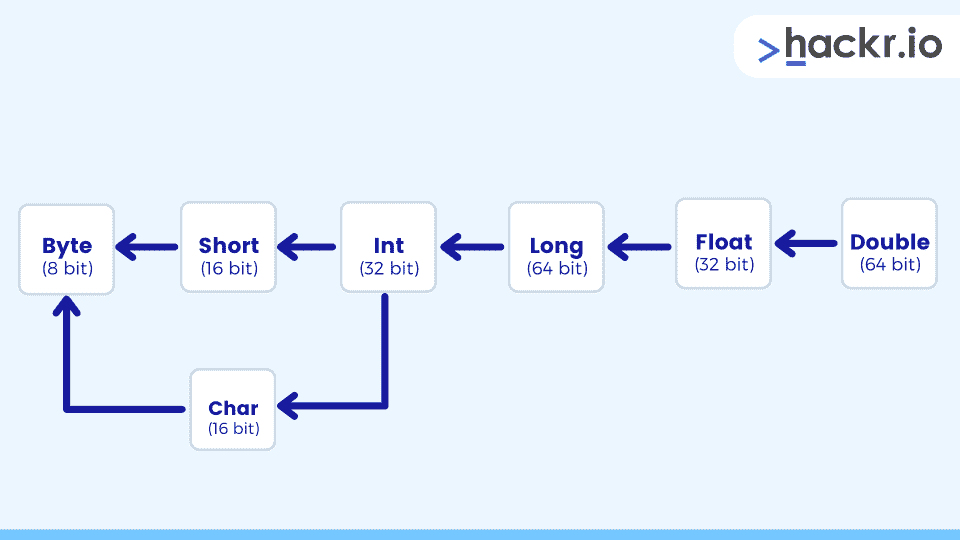 >hackr.io
Byte
(8 bit)
Short
(16 bit)
Int
(32 bit)
Long
(64 bit)
Float
(32 bit)
Double
(64 bit)
Char
(16 bit)